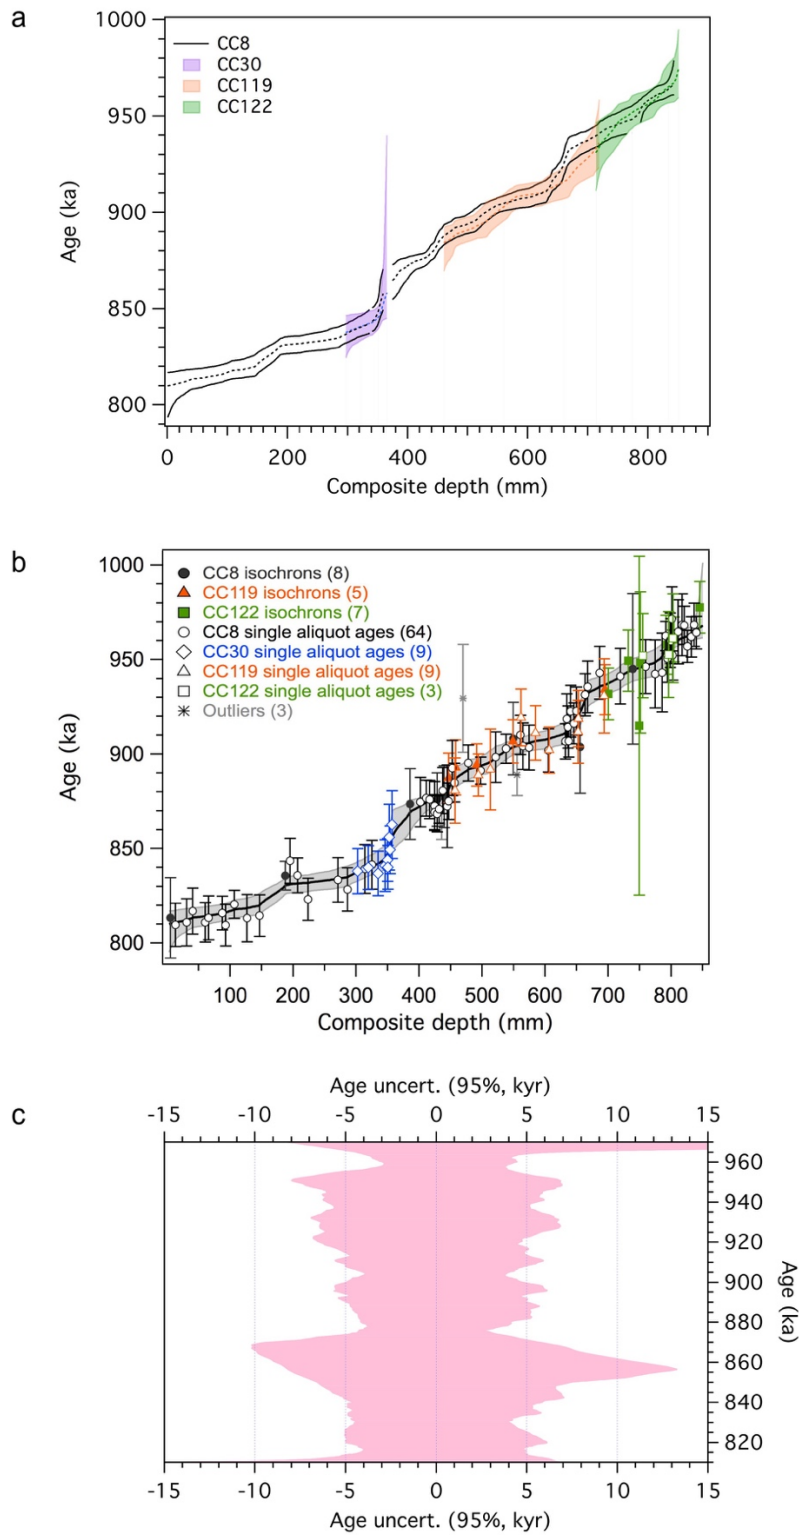 a
1000
950
900
850
800
Age (ka)
CC8
CC30
CC119
CC122
0 200 400 600 800
Composite depth (mm)
b
1000
950
900
850
800
Age (ka)
CC8 isochrons (8)
CC119 isochrons (5)
CC122 isochrons (7)
CC8 single aliquot ages (64)
CC30 single aliquot ages (9)
CC119 single aliquot ages (9)
CC122 single aliquot ages (3)
Outliers (3)
100 200 300 400 500 600 700 800
Composite depth (mm)
c
Age uncert. (95%, kyr)
-15 -10 -5 0 5 10 15
960
940
920
900
880
860
840
820
Age (ka)
-15 -10 -5 0 5 10 15
Age uncert. (95%, kyr)